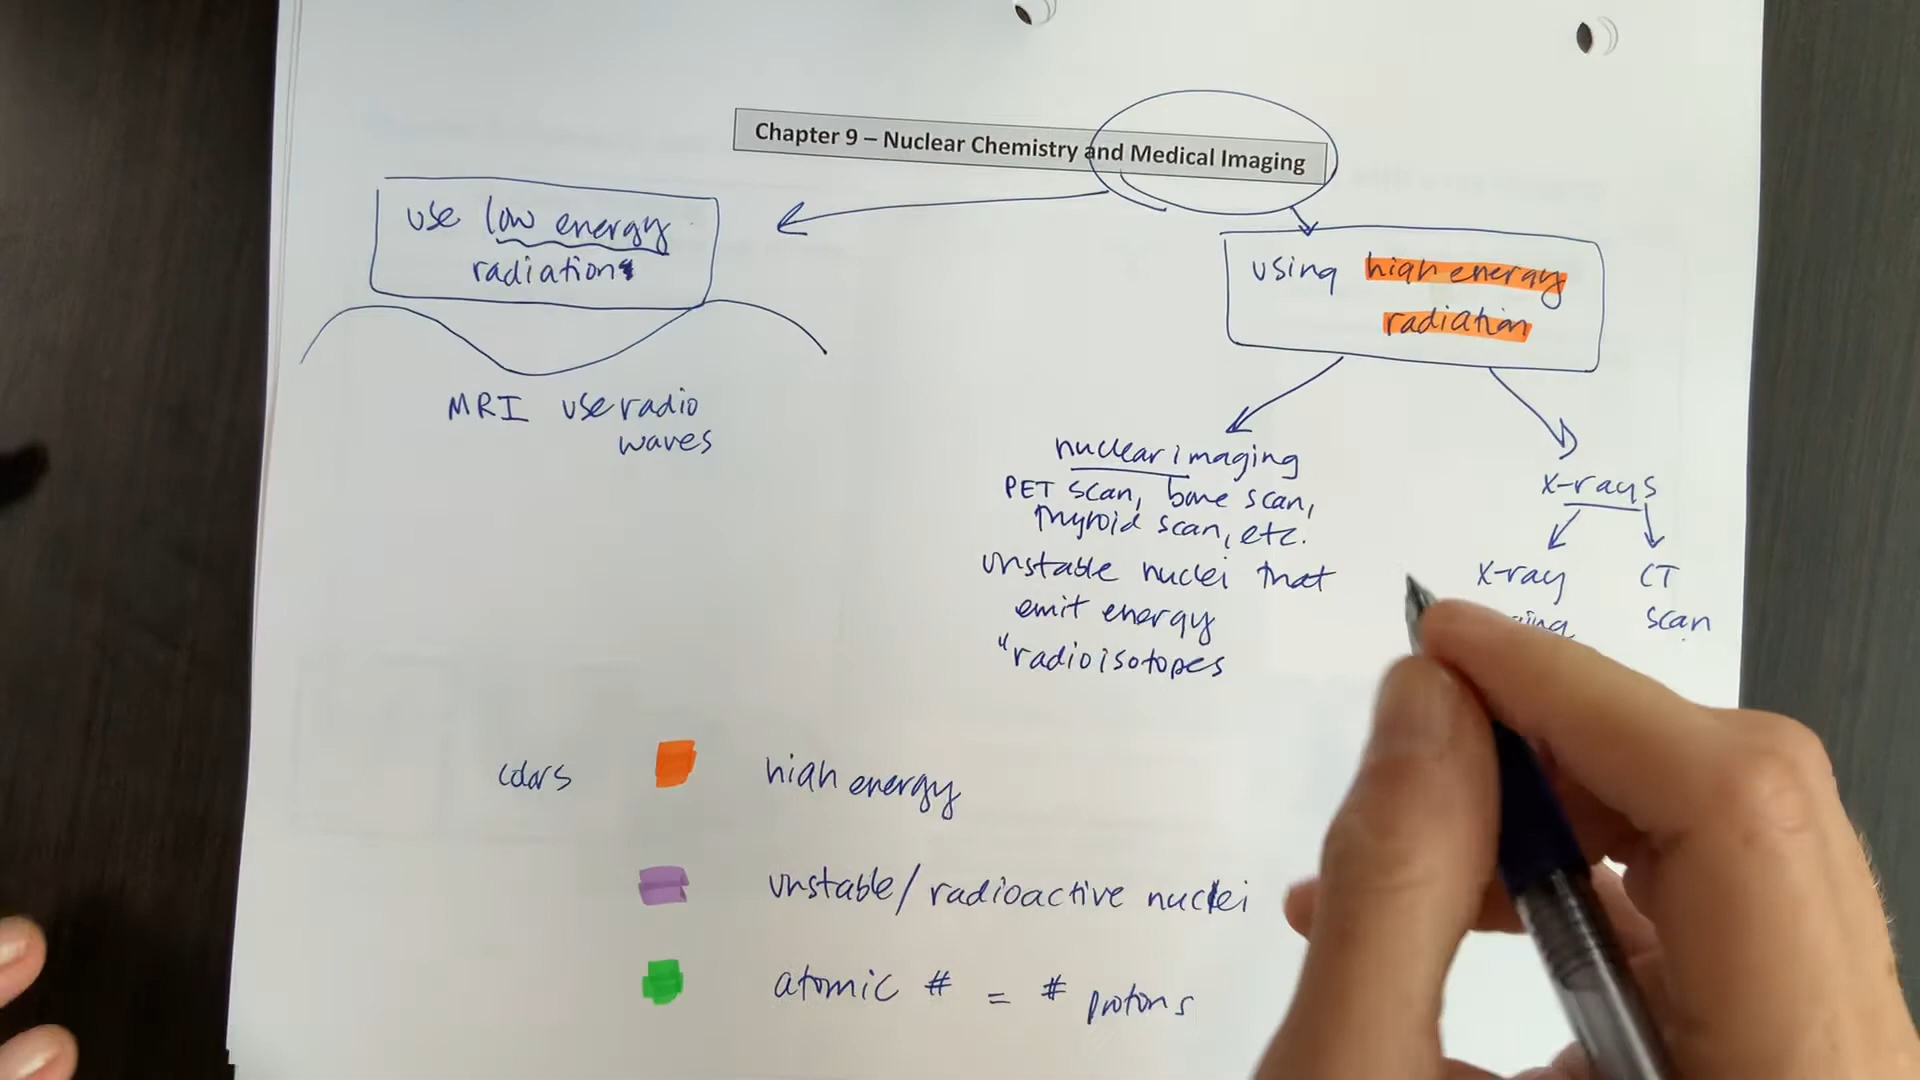 Chapter 9 – Nuclear Chemistry and Medical Imaging
use low energy
radiation
MRI use radio
waves
using high energy
radiation
nuclear imaging
PET scan, bone scan,
thyroid scan, etc.
unstable nuclei that
emit energy
"radioisotopes
x-rays
x-ray
CT
scan
colors
high energy
unstable/radioactive nuclei
atomic # = # protons